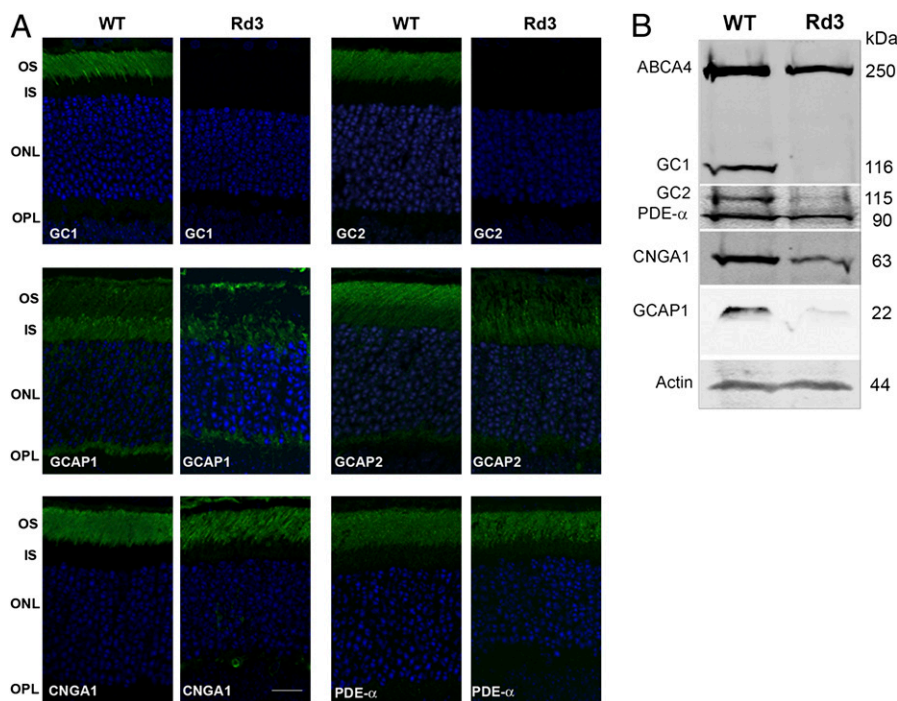 A
WT Rd3 WT Rd3
OS
IS
ONL
OPL
GC1 GC1 GC2 GC2
OS
IS
ONL
OPL
GCAP1 GCAP1 GCAP2 GCAP2
OS
IS
ONL
OPL
CNGA1 CNGA1 PDE-α PDE-α
B
WT Rd3 kDa
ABCA4 250
GC1 116
GC2 115
PDE-α 90
CNGA1 63
GCAP1 22
Actin 44